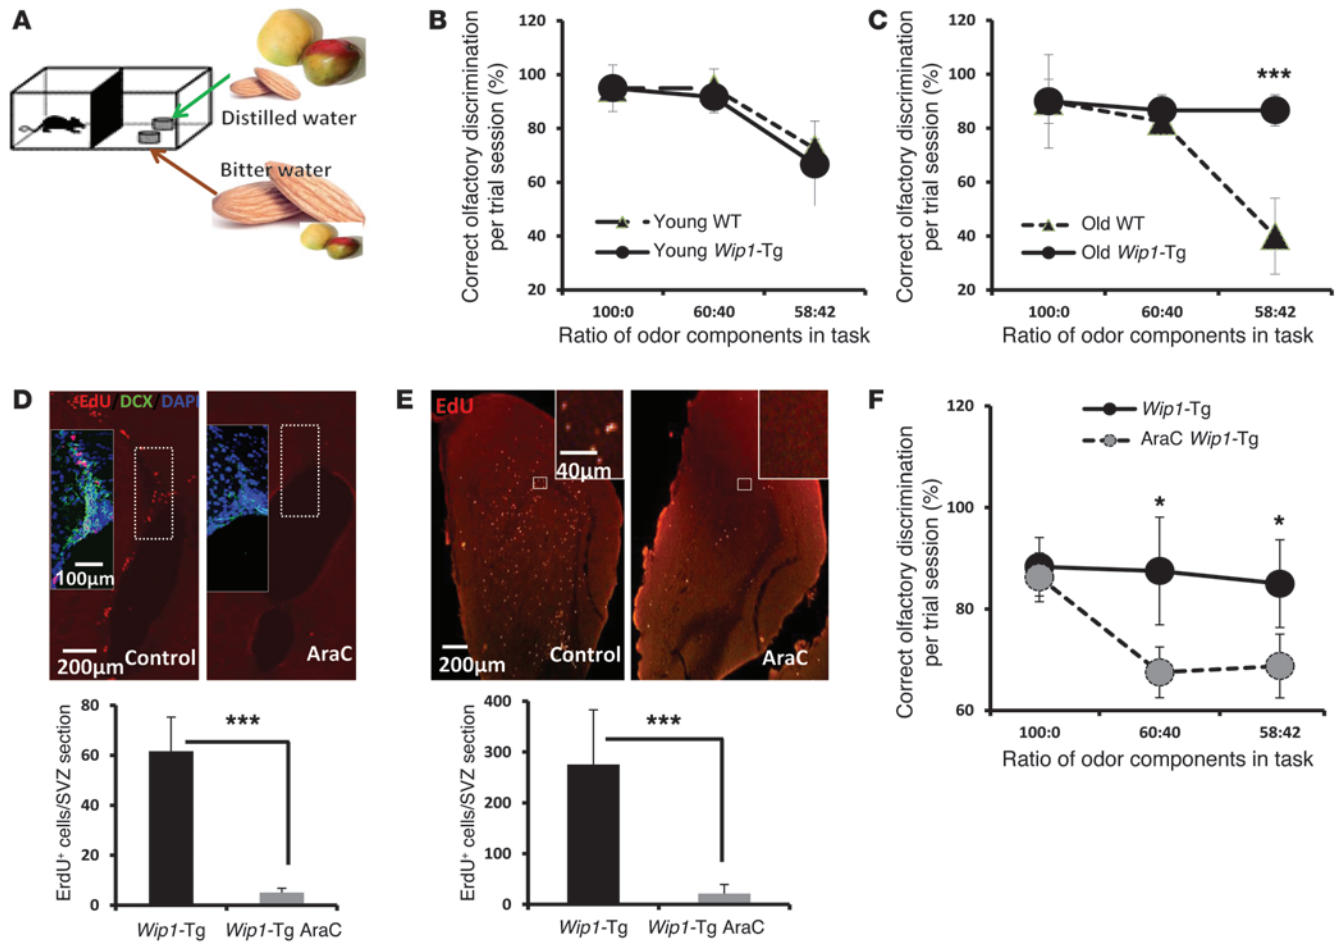 A
Distilled water
Bitter water
B
Correct olfactory discrimination
per trial session (%)
120
100
80
60
40
20
Young WT
Young Wip1-Tg
100:0 60:40 58:42
Ratio of odor components in task
C
Correct olfactory discrimination
per trial session (%)
120
100
80
60
40
20
***
Old WT
Old Wip1-Tg
100:0 60:40 58:42
Ratio of odor components in task
D
EdU/DCX/DAPI
100µm
200µm
Control
AraC
ErdU+ cells/SVZ section
80
60
40
20
0
***
Wip1-Tg Wip1-Tg AraC
E
EdU
40µm
200µm
Control
AraC
ErdU+ cells/SVZ section
400
300
200
100
0
***
Wip1-Tg Wip1-Tg AraC
F
Correct olfactory discrimination
per trial session (%)
120
100
80
60
Wip1-Tg
AraC Wip1-Tg
*
*
100:0 60:40 58:42
Ratio of odor components in task